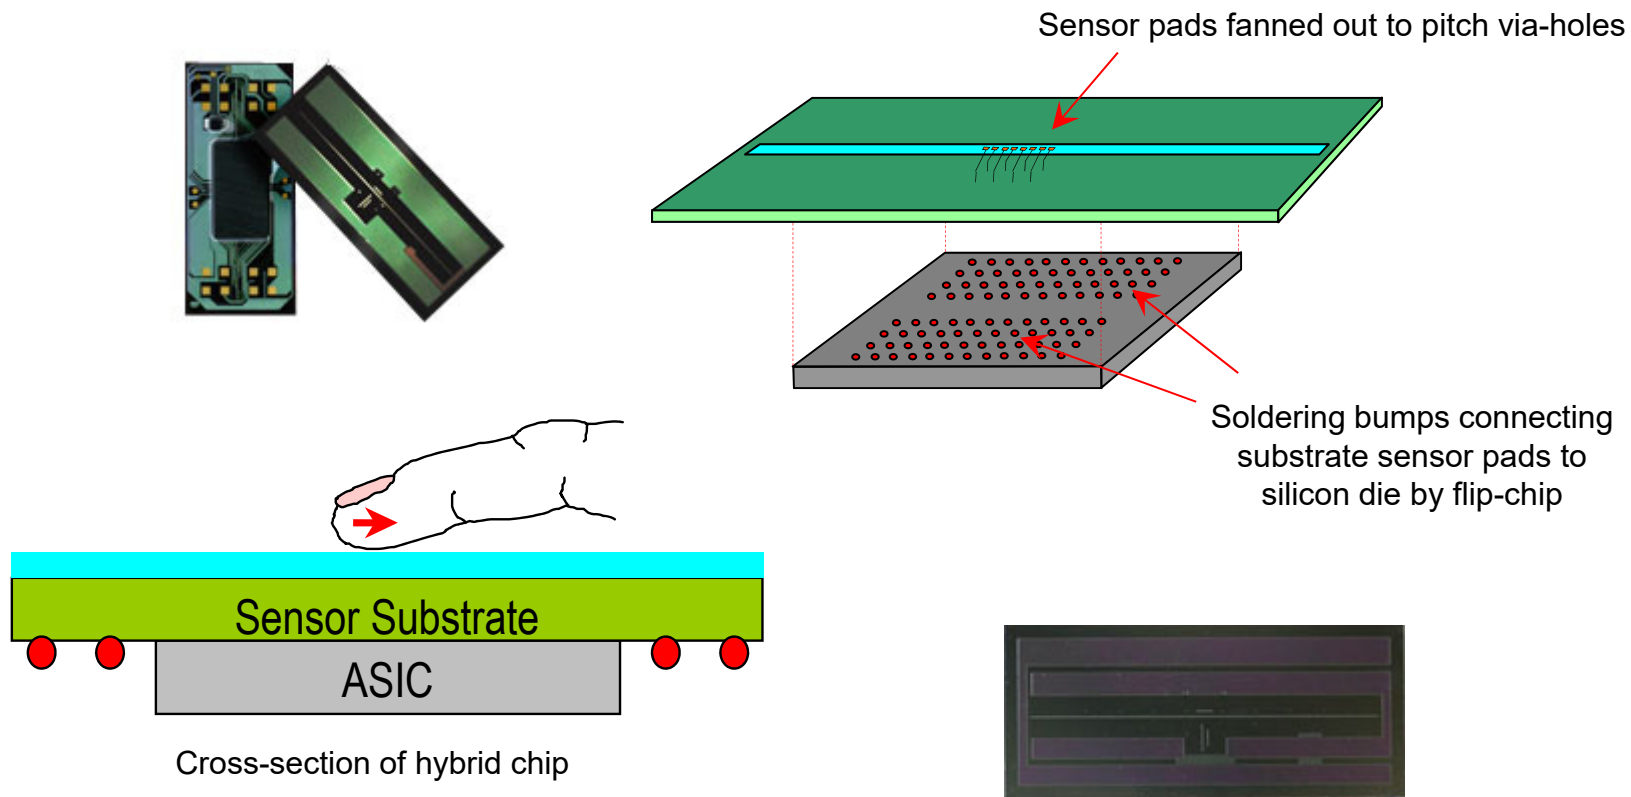 Sensor pads fanned out to pitch via-holes
Soldering bumps connecting
substrate sensor pads to
silicon die by flip-chip
Sensor Substrate
ASIC
Cross-section of hybrid chip